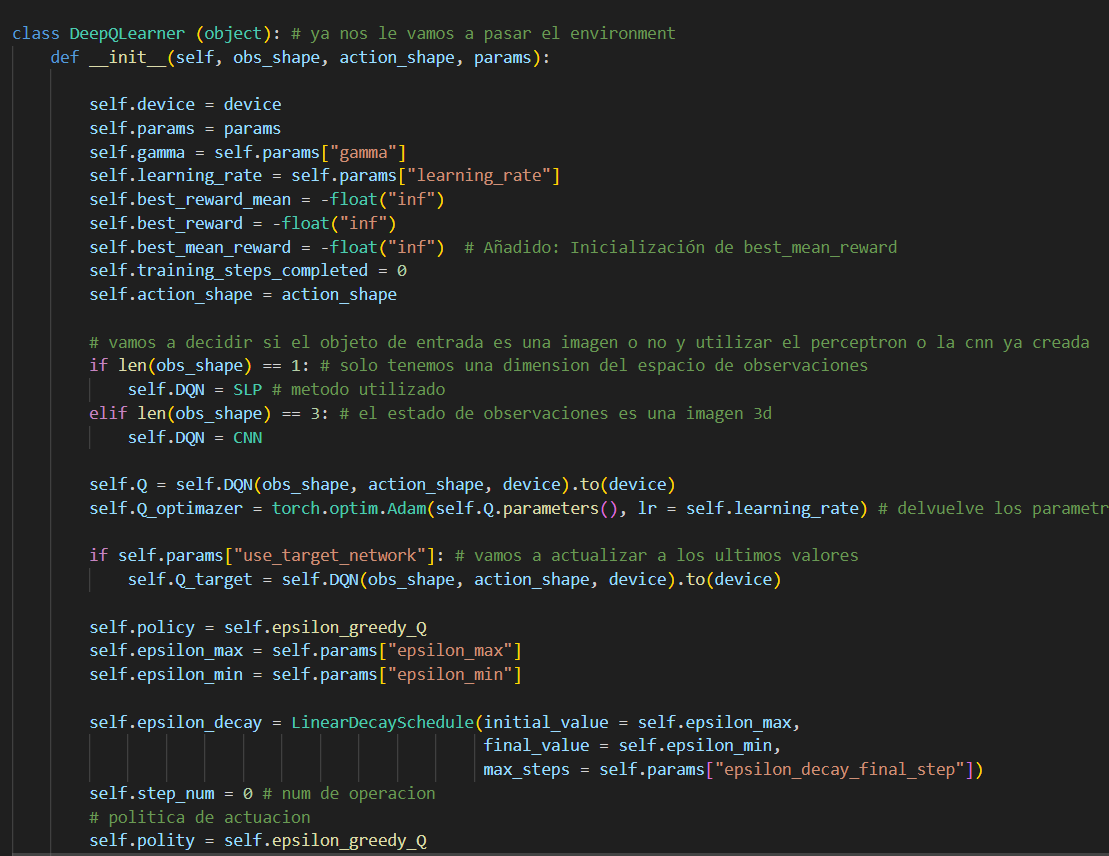 class DeepQLearner (object): # ya nos le vamos a pasar el environment
def __init__(self, obs_shape, action_shape, params):
self.device = device
self.params = params
self.gamma = self.params["gamma"]
self.learning_rate = self.params["learning_rate"]
self.best_reward_mean = -float("inf")
self.best_reward = -float("inf")
self.best_mean_reward = -float("inf")  # Añadido: Inicialización de best_mean_reward
self.training_steps_completed = 0
self.action_shape = action_shape
# vamos a decidir si el objeto de entrada es una imagen o no y utilizar el perceptron o la cnn ya creada
if len(obs_shape) == 1: # solo tenemos una dimension del espacio de observaciones
self.DQN = SLP # metodo utilizado
elif len(obs_shape) == 3: # el estado de observaciones es una imagen 3d
self.DQN = CNN
self.Q = self.DQN(obs_shape, action_shape, device).to(device)
self.Q_optimazer = torch.optim.Adam(self.Q.parameters(), lr = self.learning_rate) # delvuelve los parametr
if self.params["use_target_network"]: # vamos a actualizar a los ultimos valores
self.Q_target = self.DQN(obs_shape, action_shape, device).to(device)
self.policy = self.epsilon_greedy_Q
self.epsilon_max = self.params["epsilon_max"]
self.epsilon_min = self.params["epsilon_min"]
self.epsilon_decay = LinearDecaySchedule(initial_value = self.epsilon_max,
final_value = self.epsilon_min,
max_steps = self.params["epsilon_decay_final_step"])
self.step_num = 0 # num de operacion
# politica de actuacion
self.polity = self.epsilon_greedy_Q